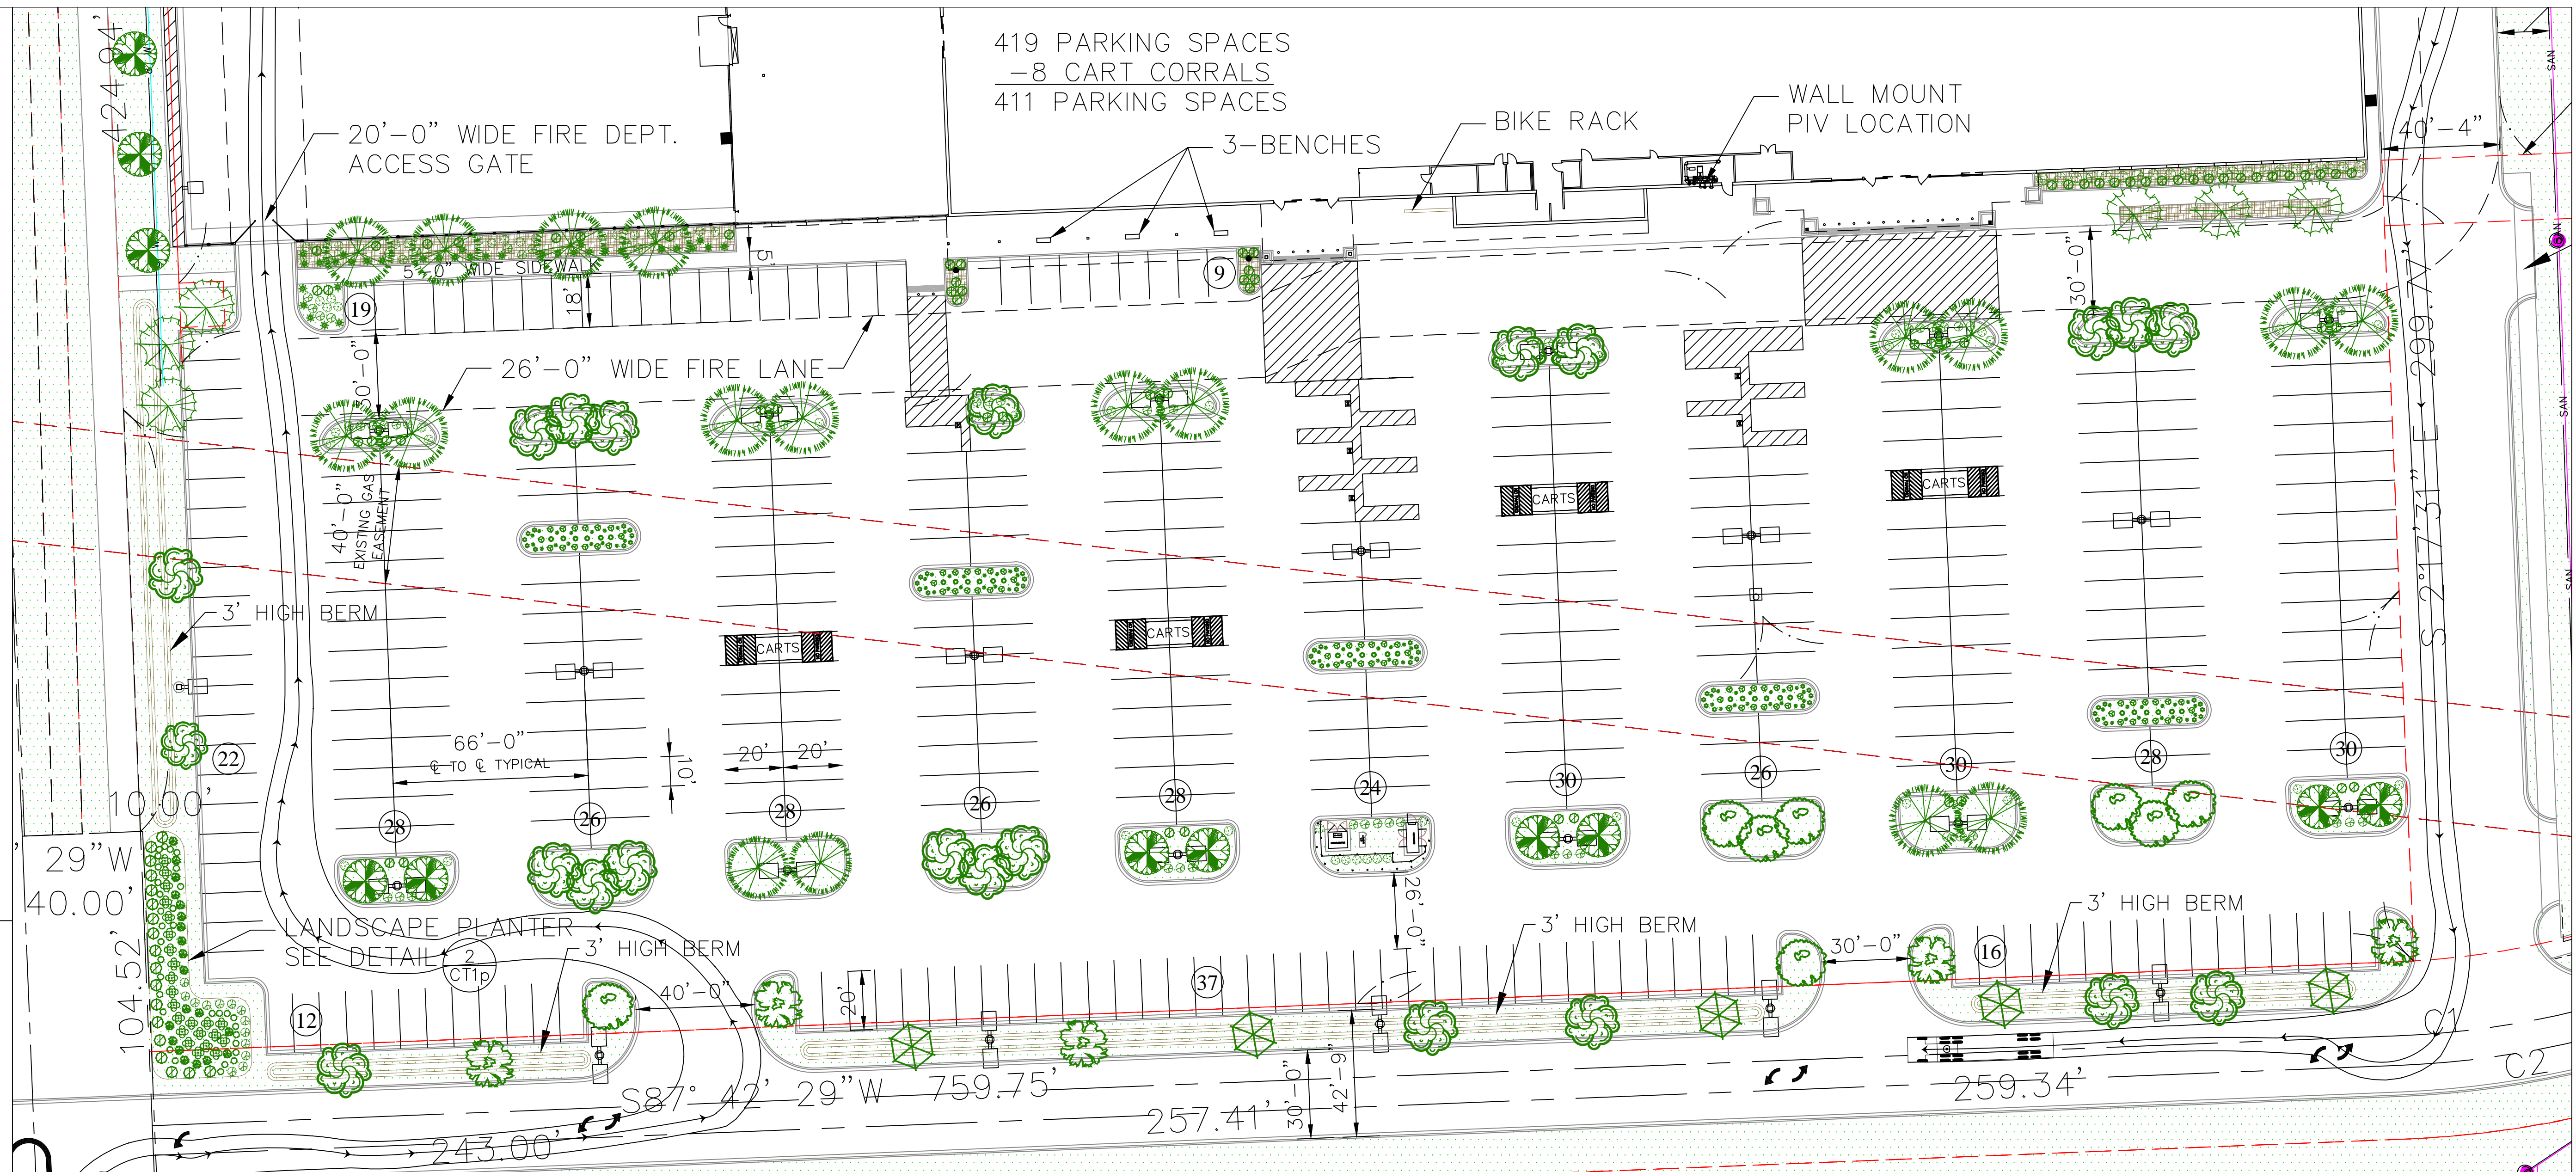 424.94'
419 PARKING SPACES
-8 CART CORRALS
411 PARKING SPACES
20'-0" WIDE FIRE DEPT.
ACCESS GATE
3-BENCHES
BIKE RACK
WALL MOUNT
PIV LOCATION
40'-4"
SAN
SAN
SAN
SAN
W
W
5'-0" WIDE SIDEWALK
5'
18'
19
9
30'-0"
26'-0" WIDE FIRE LANE
40'-0"
EXISTING GAS
EASEMENT
CARTS
CARTS
CARTS
CARTS
S 2°17'31" E 299.77'
3' HIGH BERM
22
66'-0"
℄ TO ℄ TYPICAL
10'
20'
20'
28
26
28
26
28
24
30
26
30
28
30
10.00'
' 29"W
40.00'
104.52'
LANDSCAPE PLANTER
SEE DETAIL
2
CT1p
3' HIGH BERM
12
40'-0"
20'
37
26'-0"
3' HIGH BERM
30'-0"
16
3' HIGH BERM
S87° 42' 29"W 759.75'
243.00'
257.41'
30'-0"
42'-9"
259.34'
C1
C2